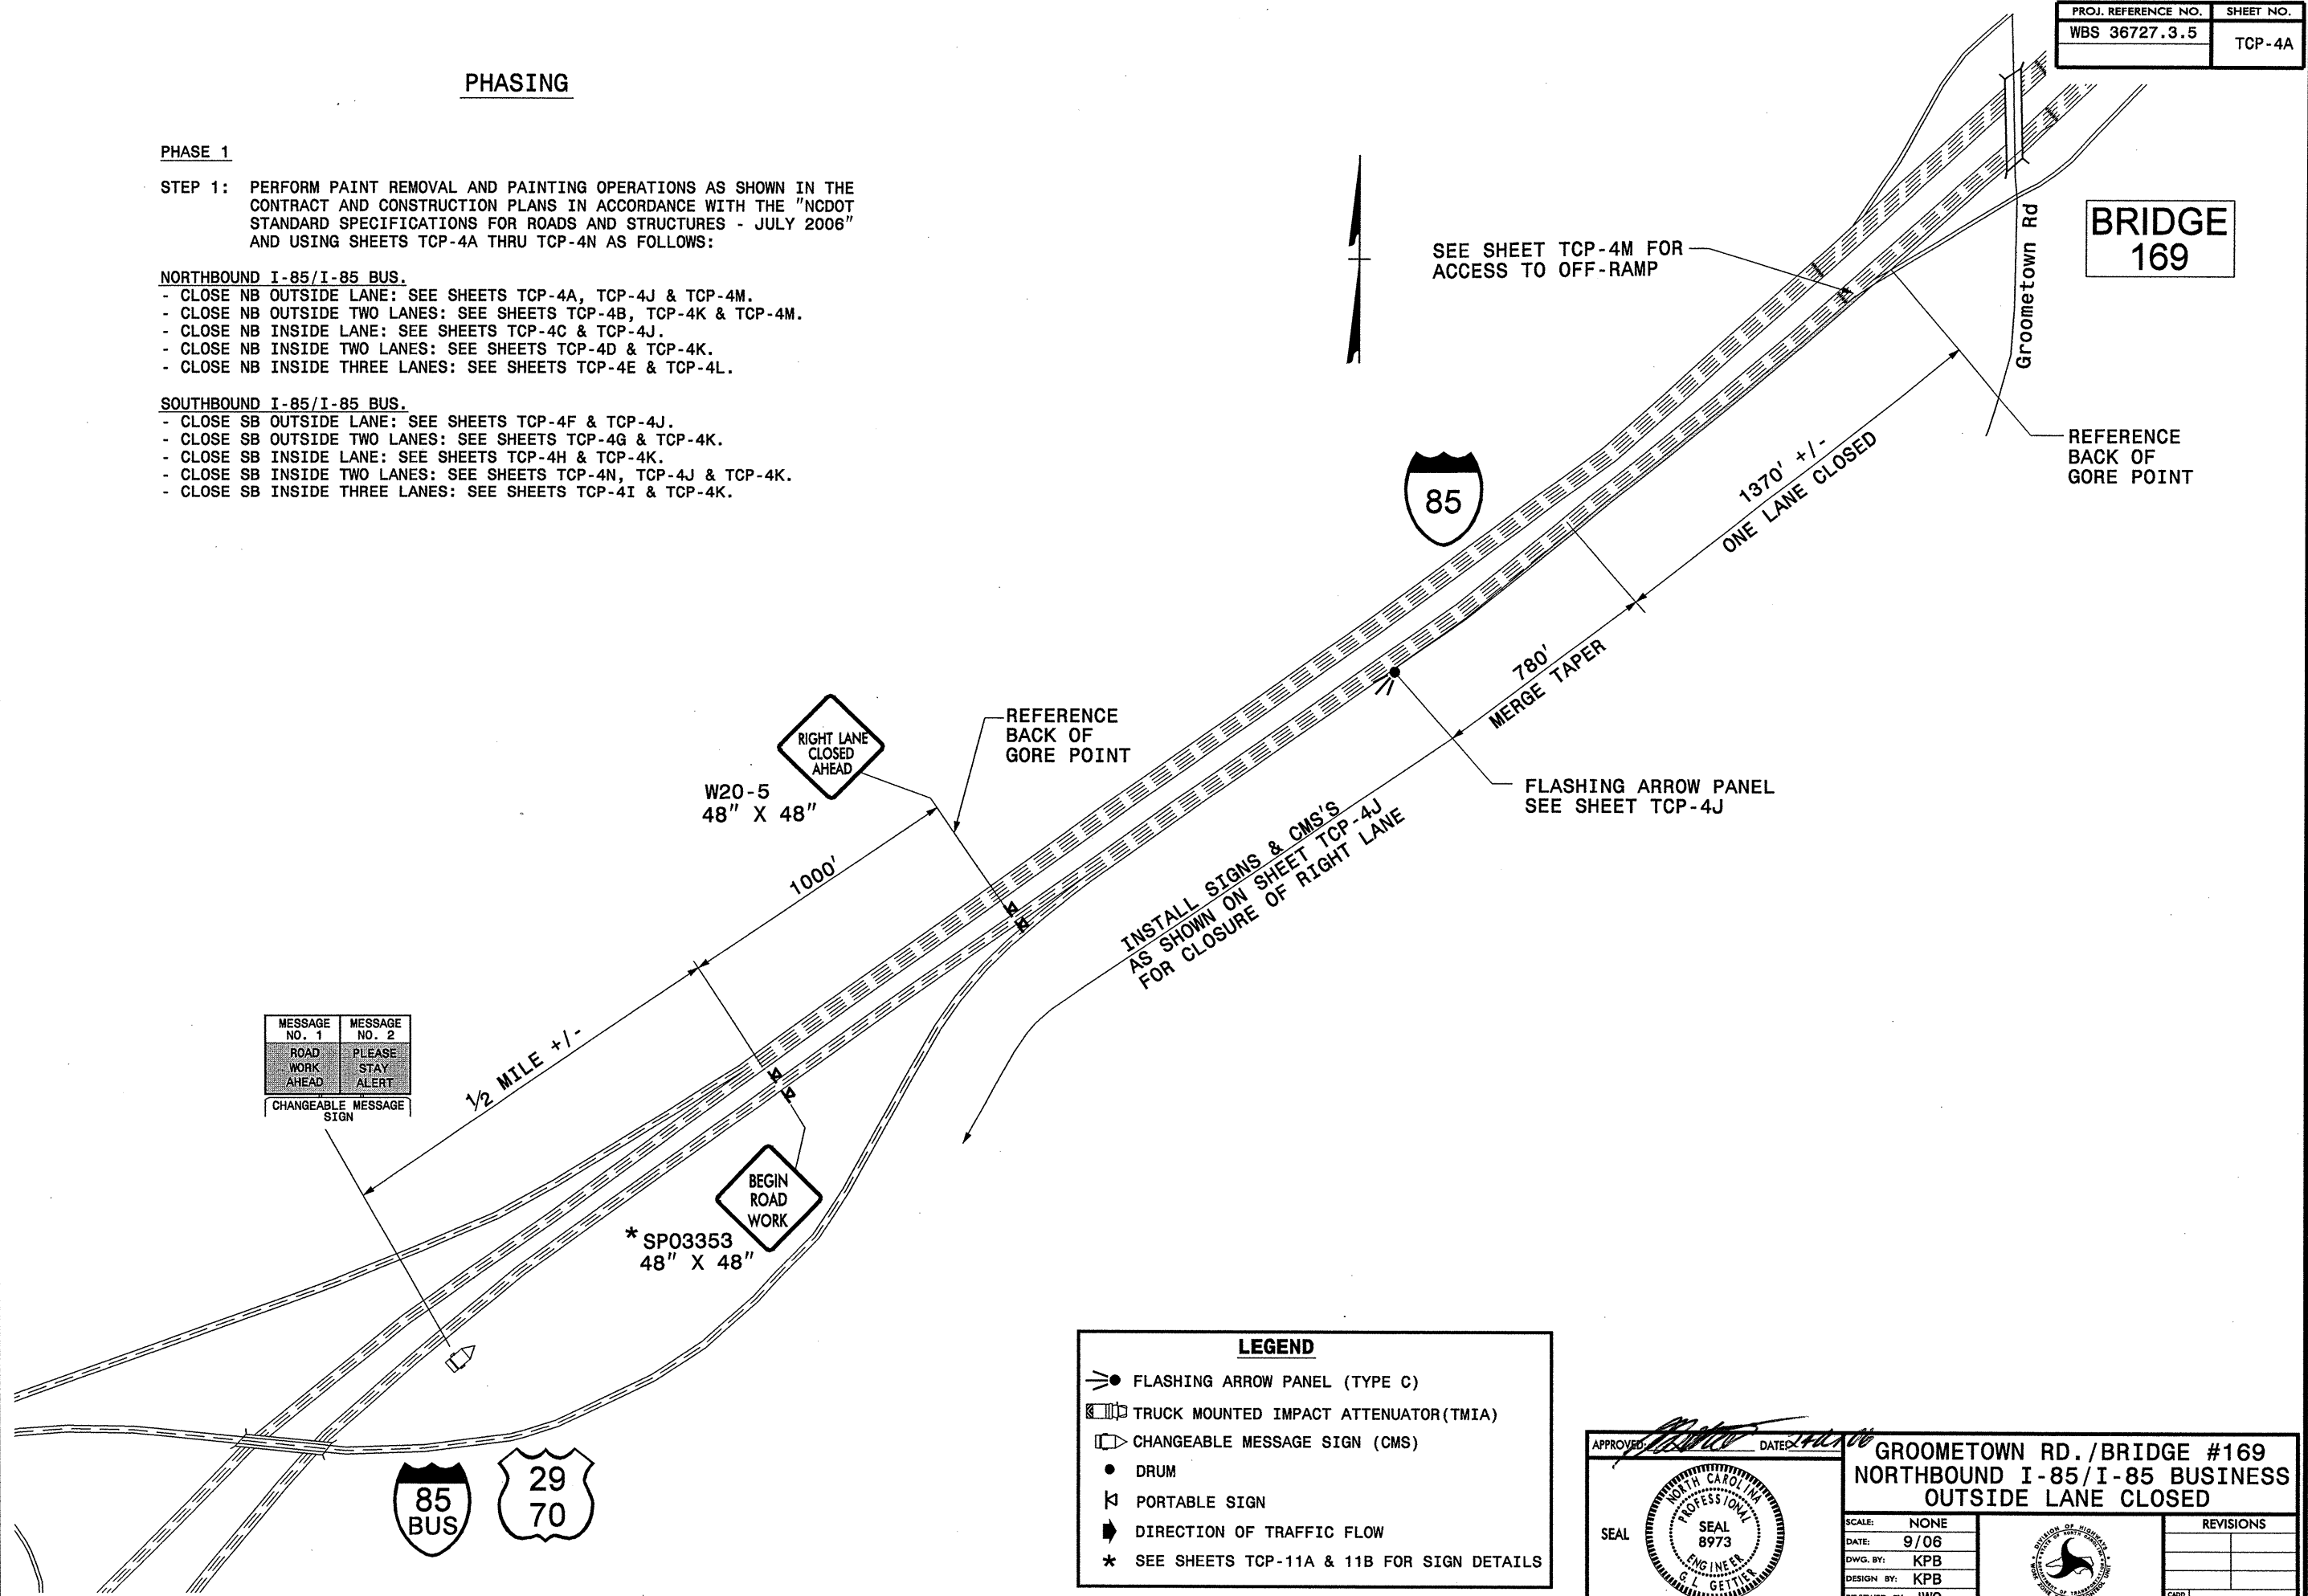 PROJ. REFERENCE NO. SHEET NO.
WBS 36727.3.5 TCP-4A
PHASING
PHASE 1
STEP 1: PERFORM PAINT REMOVAL AND PAINTING OPERATIONS AS SHOWN IN THE
CONTRACT AND CONSTRUCTION PLANS IN ACCORDANCE WITH THE "NCDOT
STANDARD SPECIFICATIONS FOR ROADS AND STRUCTURES - JULY 2006"
AND USING SHEETS TCP-4A THRU TCP-4N AS FOLLOWS:
NORTHBOUND I-85/I-85 BUS.
- CLOSE NB OUTSIDE LANE: SEE SHEETS TCP-4A, TCP-4J & TCP-4M.
- CLOSE NB OUTSIDE TWO LANES: SEE SHEETS TCP-4B, TCP-4K & TCP-4M.
- CLOSE NB INSIDE LANE: SEE SHEETS TCP-4C & TCP-4J.
- CLOSE NB INSIDE TWO LANES: SEE SHEETS TCP-4D & TCP-4K.
- CLOSE NB INSIDE THREE LANES: SEE SHEETS TCP-4E & TCP-4L.
SOUTHBOUND I-85/I-85 BUS.
- CLOSE SB OUTSIDE LANE: SEE SHEETS TCP-4F & TCP-4J.
- CLOSE SB OUTSIDE TWO LANES: SEE SHEETS TCP-4G & TCP-4K.
- CLOSE SB INSIDE LANE: SEE SHEETS TCP-4H & TCP-4K.
- CLOSE SB INSIDE TWO LANES: SEE SHEETS TCP-4N, TCP-4J & TCP-4K.
- CLOSE SB INSIDE THREE LANES: SEE SHEETS TCP-4I & TCP-4K.
SEE SHEET TCP-4M FOR
ACCESS TO OFF-RAMP
Groometown Rd
BRIDGE
169
REFERENCE
BACK OF
GORE POINT
1370' +/-
ONE LANE CLOSED
85
780'
MERGE TAPER
FLASHING ARROW PANEL
SEE SHEET TCP-4J
RIGHT LANE
CLOSED
AHEAD
W20-5
48" X 48"
REFERENCE
BACK OF
GORE POINT
1000'
INSTALL SIGNS & CMS'S
AS SHOWN ON SHEET TCP-4J
FOR CLOSURE OF RIGHT LANE
MESSAGE NO. 1
ROAD
WORK
AHEAD
MESSAGE NO. 2
PLEASE
STAY
ALERT
CHANGEABLE MESSAGE
SIGN
1/2 MILE +/-
BEGIN
ROAD
WORK
* SP03353
48" X 48"
85
BUS
29
70
LEGEND
FLASHING ARROW PANEL (TYPE C)
TRUCK MOUNTED IMPACT ATTENUATOR(TMIA)
CHANGEABLE MESSAGE SIGN (CMS)
DRUM
PORTABLE SIGN
DIRECTION OF TRAFFIC FLOW
* SEE SHEETS TCP-11A & 11B FOR SIGN DETAILS
APPROVED: DATE:
SEAL
NORTH CAROLINA
PROFESSIONAL
SEAL
8973
ENGINEER
G. L. GETTIER
GROOMETOWN RD./BRIDGE #169
NORTHBOUND I-85/I-85 BUSINESS
OUTSIDE LANE CLOSED
SCALE: NONE
DATE: 9/06
DWG. BY: KPB
DESIGN BY: KPB
REVISIONS
CADD